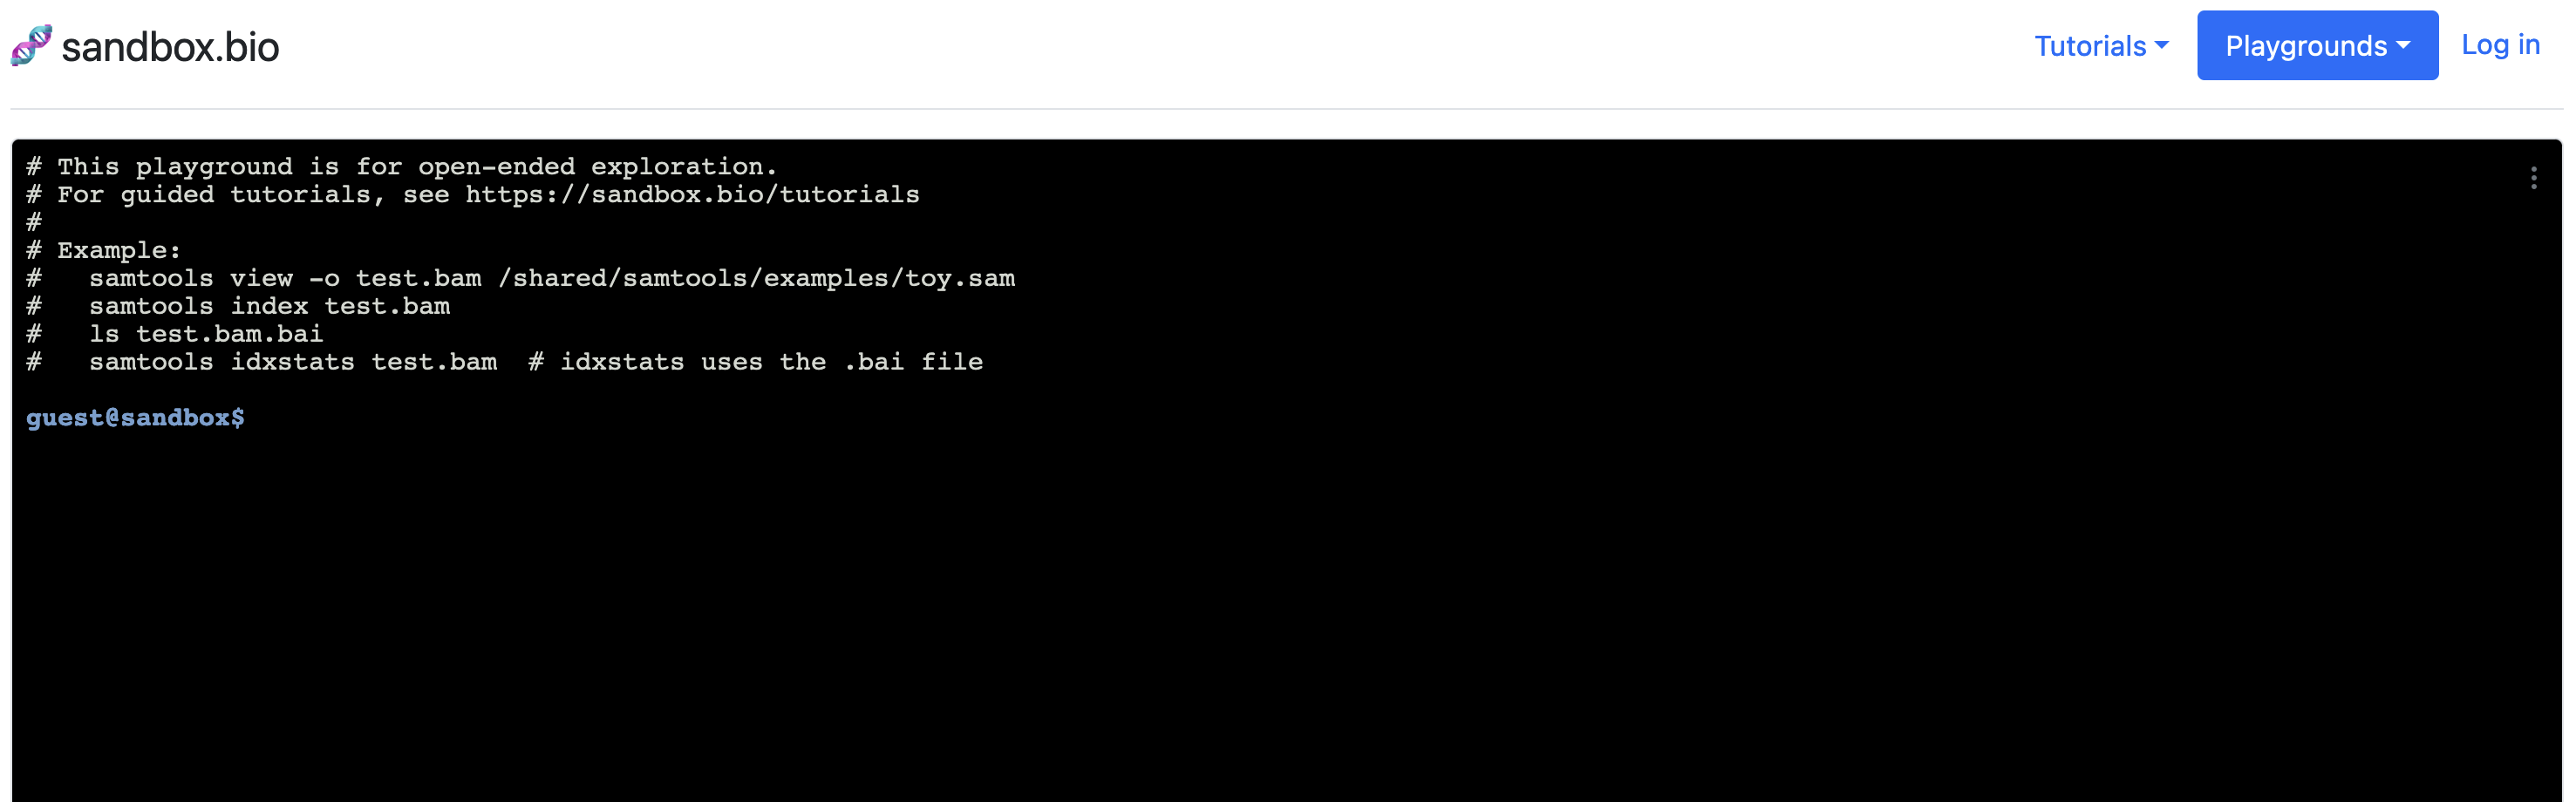 sandbox.bio
Tutorials Playgrounds Log in
# This playground is for open-ended exploration.
# For guided tutorials, see https://sandbox.bio/tutorials
#
# Example:
#   samtools view -o test.bam /shared/samtools/examples/toy.sam
#   samtools index test.bam
#   ls test.bam.bai
#   samtools idxstats test.bam  # idxstats uses the .bai file
guest@sandbox$